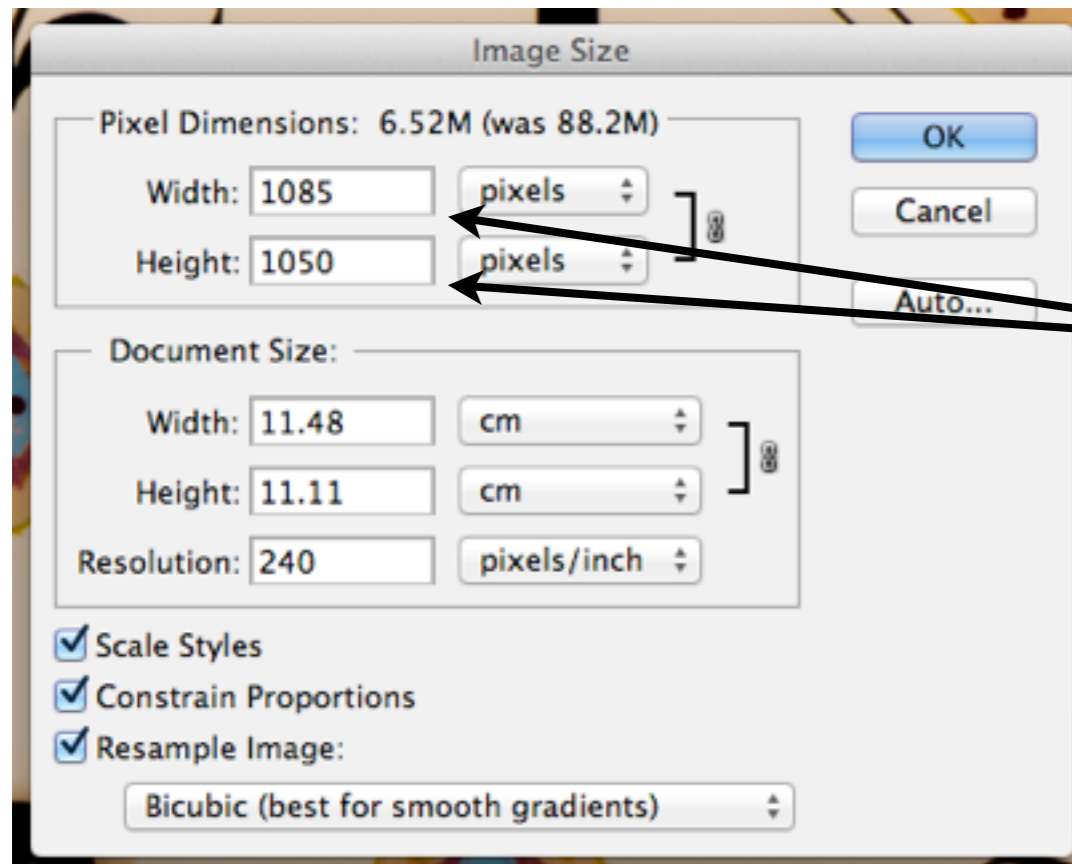 Image Size
Pixel Dimensions: 6.52M (was 88.2M)
OK
Width: 1085 pixels
Cancel
Height: 1050 pixels
Auto...
Document Size:
Width: 11.48 cm
Height: 11.11 cm
Resolution: 240 pixels/inch
Scale Styles
Constrain Proportions
Resample Image:
Bicubic (best for smooth gradients)